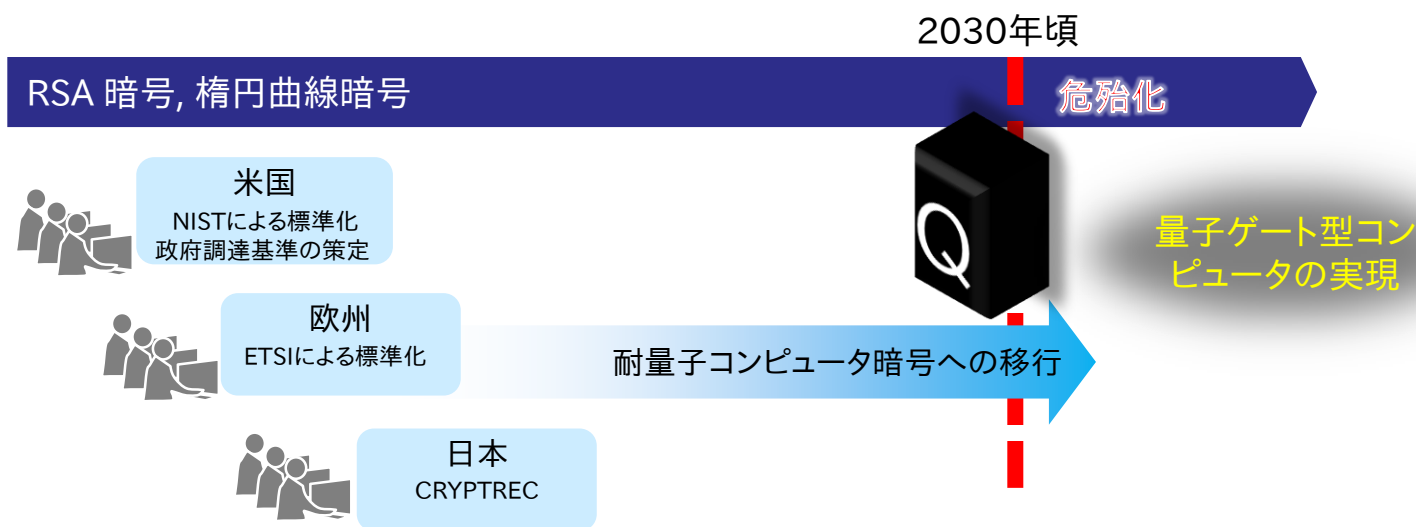 2030年頃
RSA 暗号, 楕円曲線暗号
危殆化
米国
NISTによる標準化
政府調達基準の策定
Q
量子ゲート型コン
ピュータの実現
欧州
ETSIによる標準化
耐量子コンピュータ暗号への移行
日本
CRYPTREC